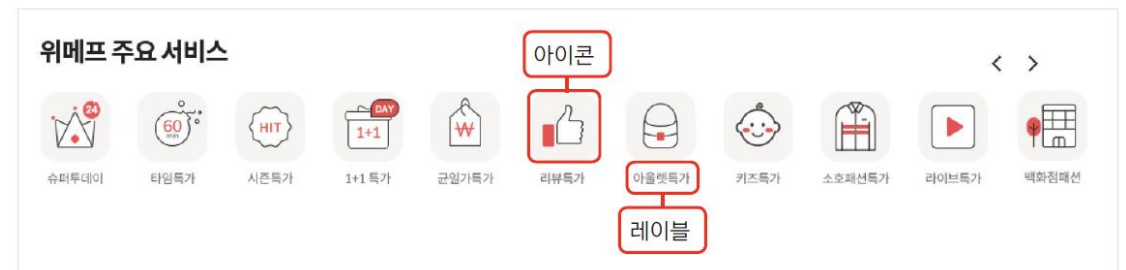 위메프 주요 서비스
아이콘
24
60
min
HIT
DAY
1+1
₩
슈퍼투데이
타임특가
시즌특가
1+1 특가
균일가특가
리뷰특가
아울렛특가
키즈특가
소호패션특가
라이브특가
백화점패션
레이블